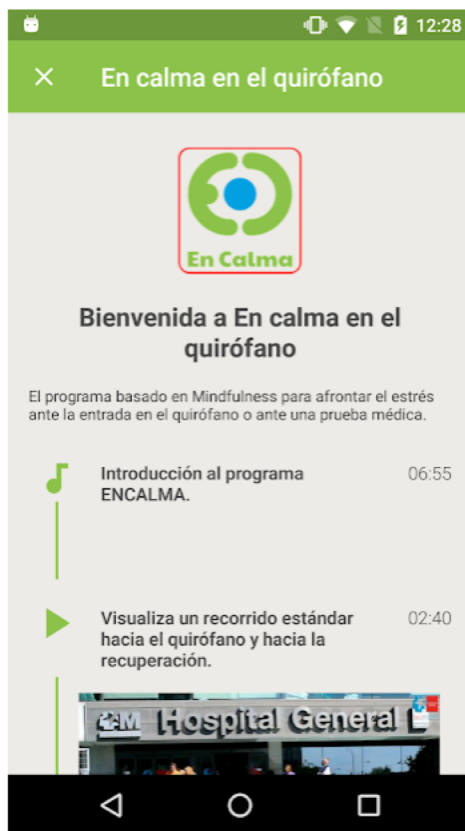 12:28
En calma en el quirófano
En Calma
Bienvenida a En calma en el
quirófano
El programa basado en Mindfulness para afrontar el estrés
ante la entrada en el quirófano o ante una prueba médica.
Introducción al programa 06:55
ENCALMA.
Visualiza un recorrido estándar 02:40
hacia el quirófano y hacia la
recuperación.
Hospital General